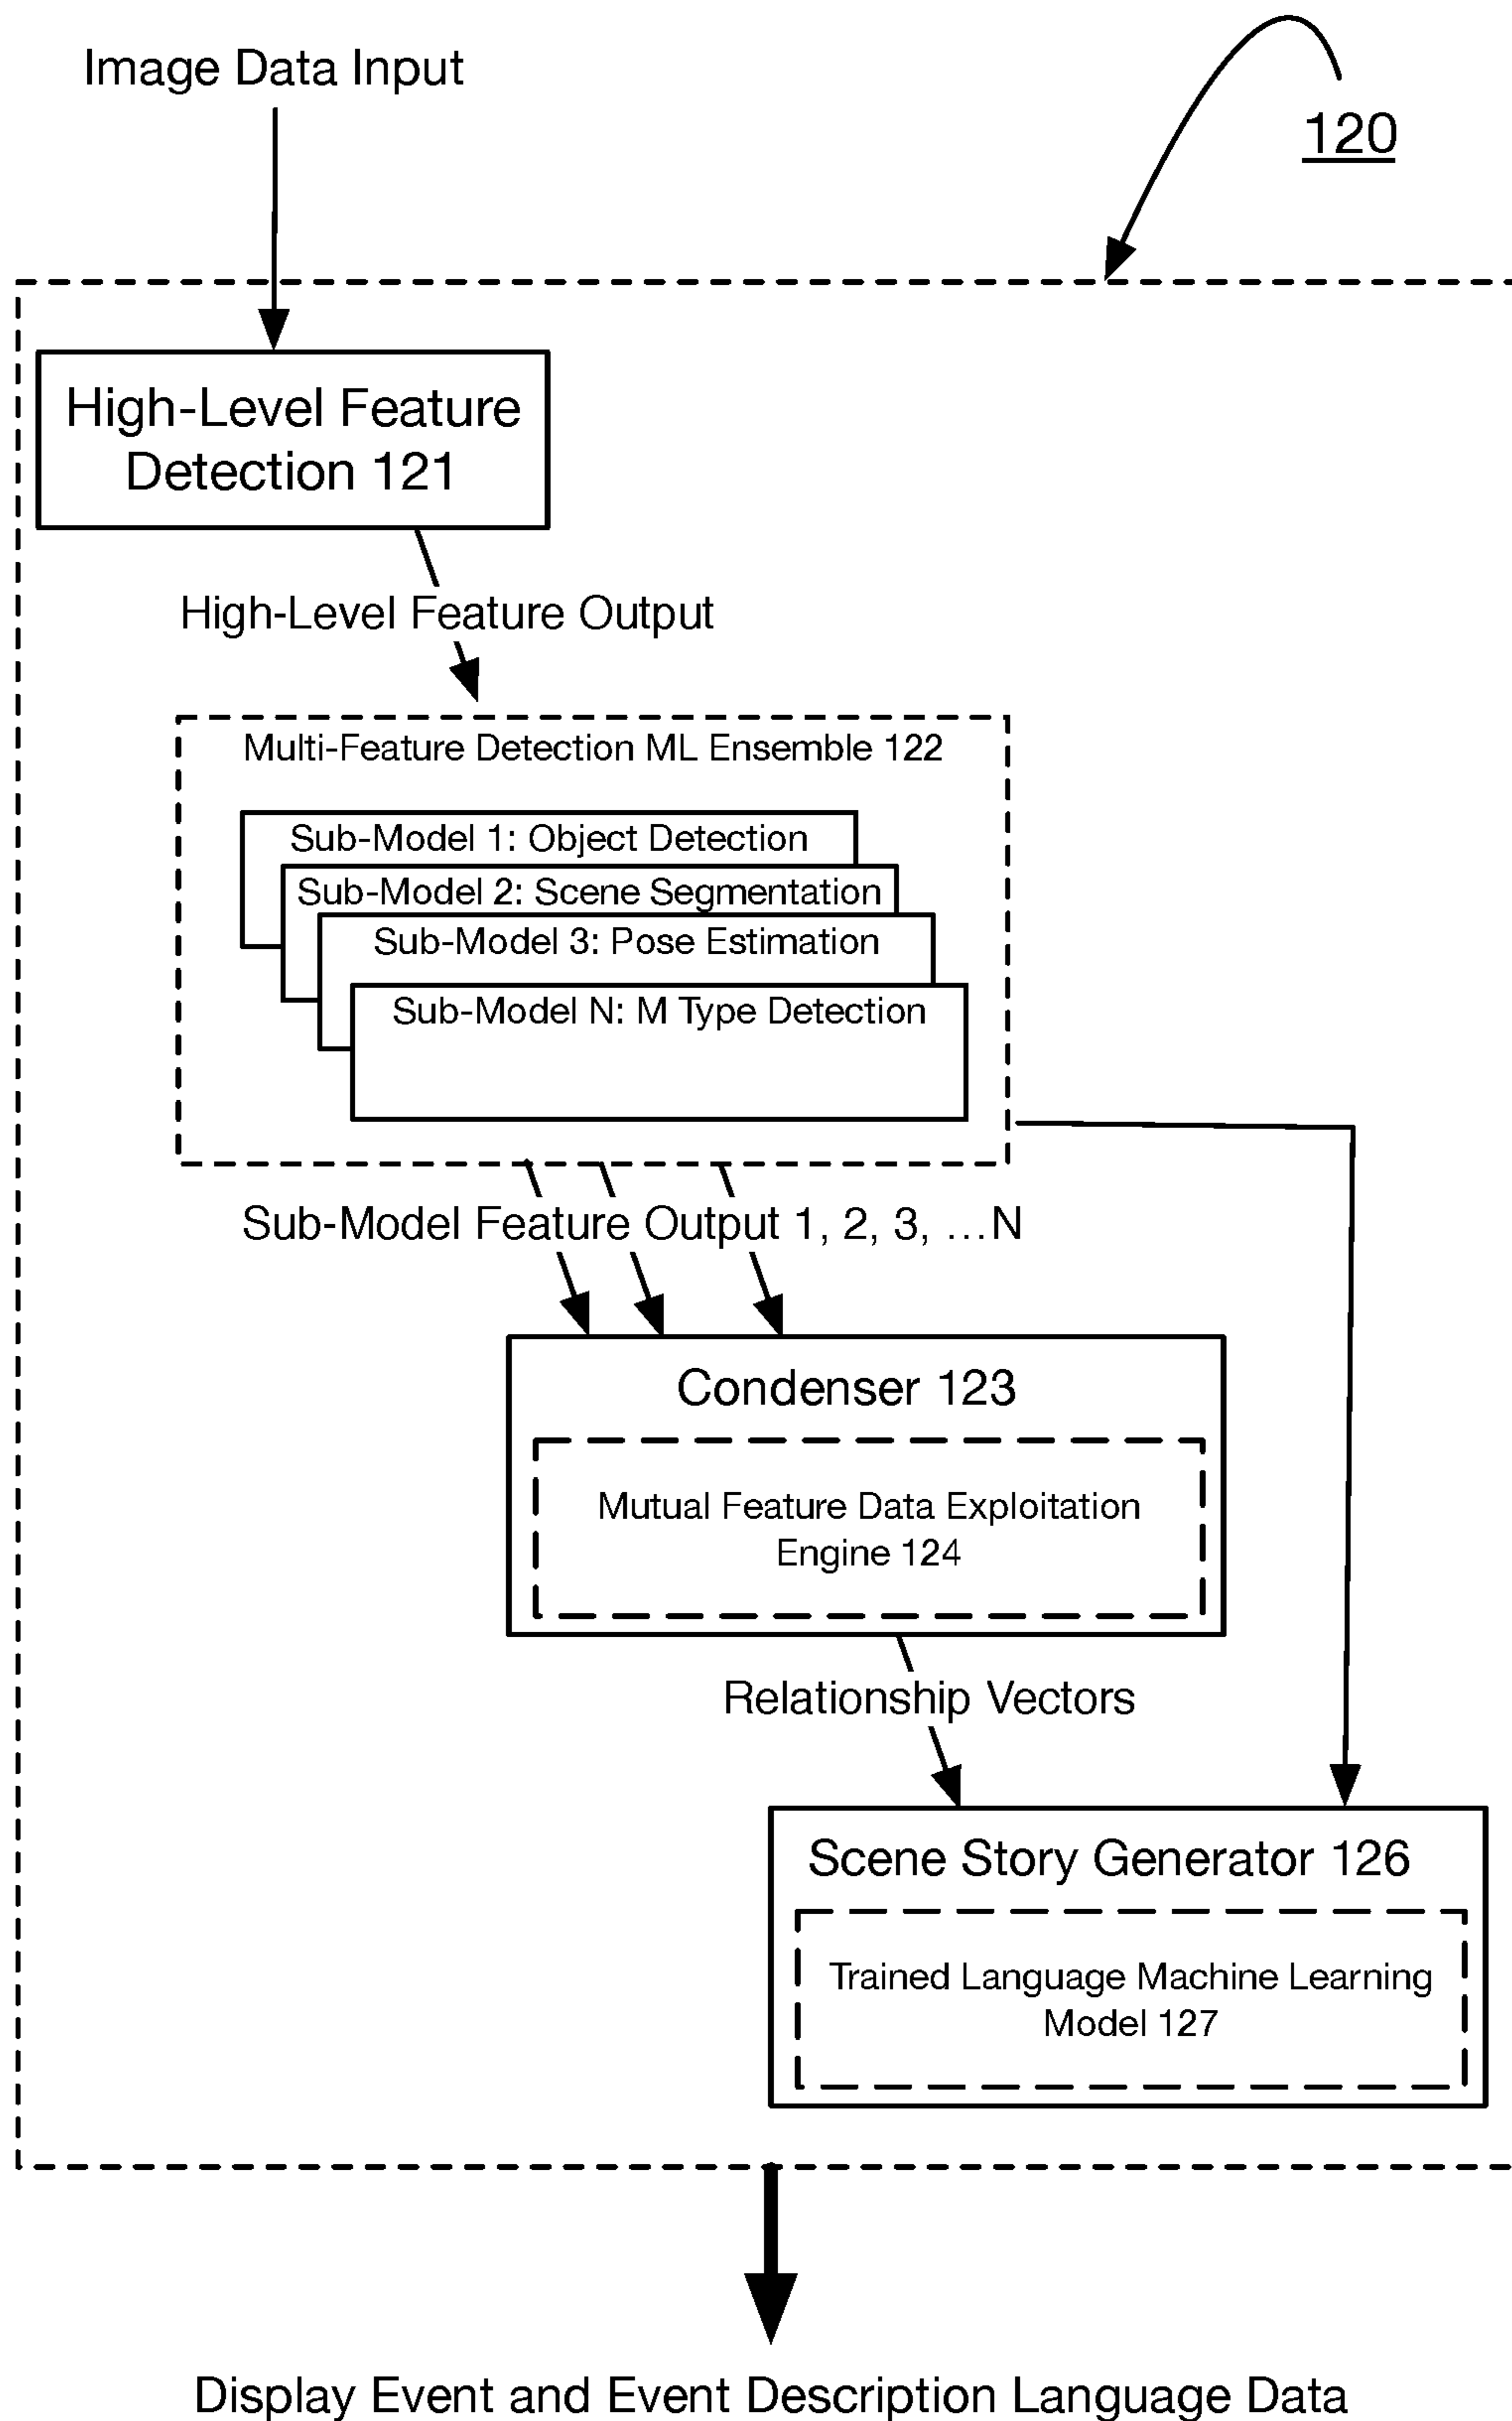 Image Data Input
120
High-Level Feature
Detection 121
High-Level Feature Output
Multi-Feature Detection ML Ensemble 122
Sub-Model 1: Object Detection
Sub-Model 2: Scene Segmentation
Sub-Model 3: Pose Estimation
Sub-Model N: M Type Detection
Sub-Model Feature Output 1, 2, 3, ...N
Condenser 123
Mutual Feature Data Exploitation
Engine 124
Relationship Vectors
Scene Story Generator 126
Trained Language Machine Learning
Model 127
Display Event and Event Description Language Data